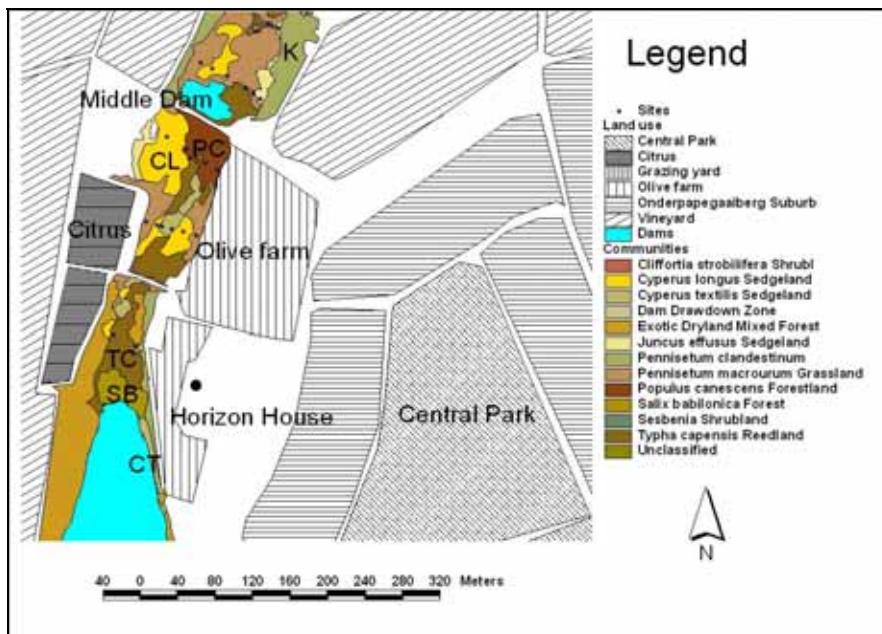 K
Middle Dam
CL
PC
Citrus
Olive farm
TC
SB
Horizon House
Central Park
CT
40 0 40 80 120 160 200 240 280 320 Meters
Legend
Sites
Land use
Central Park
Citrus
Grazing yard
Olive farm
Onderpapegaaiberg Suburb
Vineyard
Dams
Communities
Cliffortia strobilifera Shrubl
Cyperus longus Sedgeland
Cyperus textilis Sedgeland
Dam Drawdown Zone
Exotic Dryland Mixed Forest
Juncus effusus Sedgeland
Pennisetum clandestinum
Pennisetum macrourum Grassland
Populus canescens Forestland
Salix babilonica Forest
Sesbenia Shrubland
Typha capensis Reedland
Unclassified
N